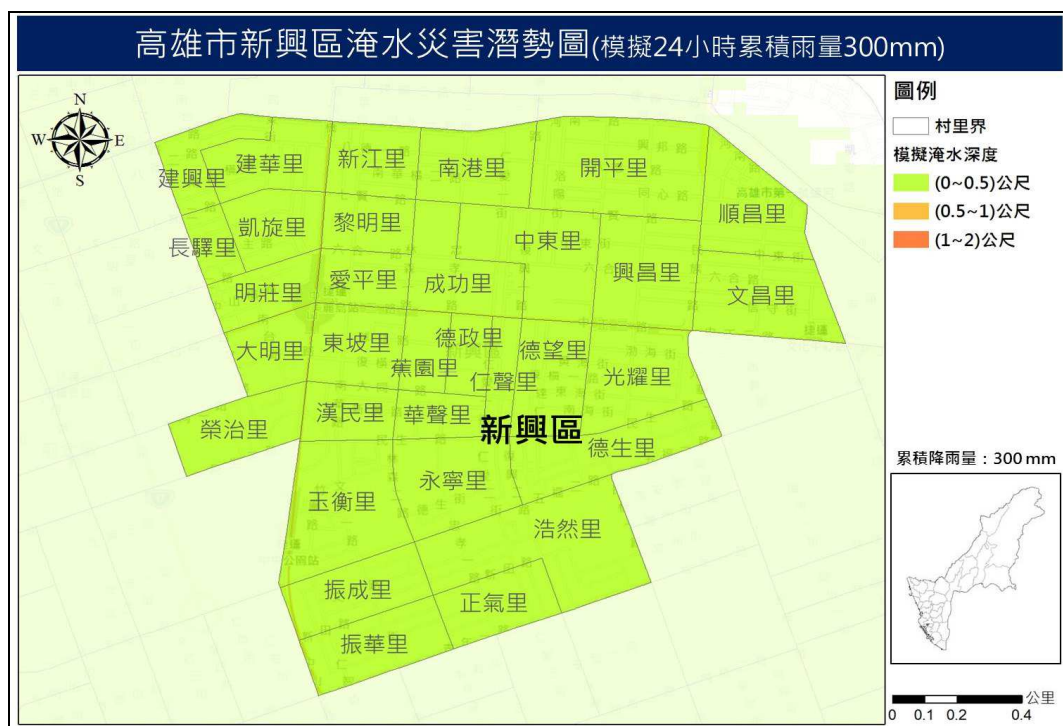 高雄市新興區淹水災害潛勢圖(模擬24小時累積雨量300mm)
N
W
E
S
圖例
村里界
模擬淹水深度
(0~0.5)公尺
(0.5~1)公尺
(1~2)公尺
建華里
新江里
南港里
開平里
建興里
順昌里
凱旋里
黎明里
中東里
長驛里
興昌里
愛平里
成功里
明莊里
文昌里
大明里
東坡里
德政里
德望里
蕉園里
仁聲里
光耀里
漢民里
華聲里
榮治里
新興區
德生里
永寧里
玉衡里
浩然里
振成里
正氣里
振華里
累積降雨量：300 mm
公里
0 0.1 0.2 0.4